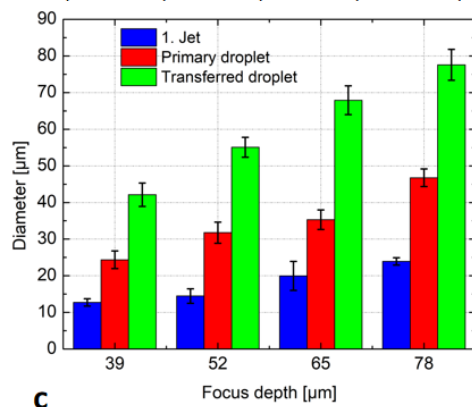 90
80
70
60
50
40
30
20
10
0
Diameter [µm]
1. Jet
Primary droplet
Transferred droplet
39 52 65 78
C Focus depth [µm]